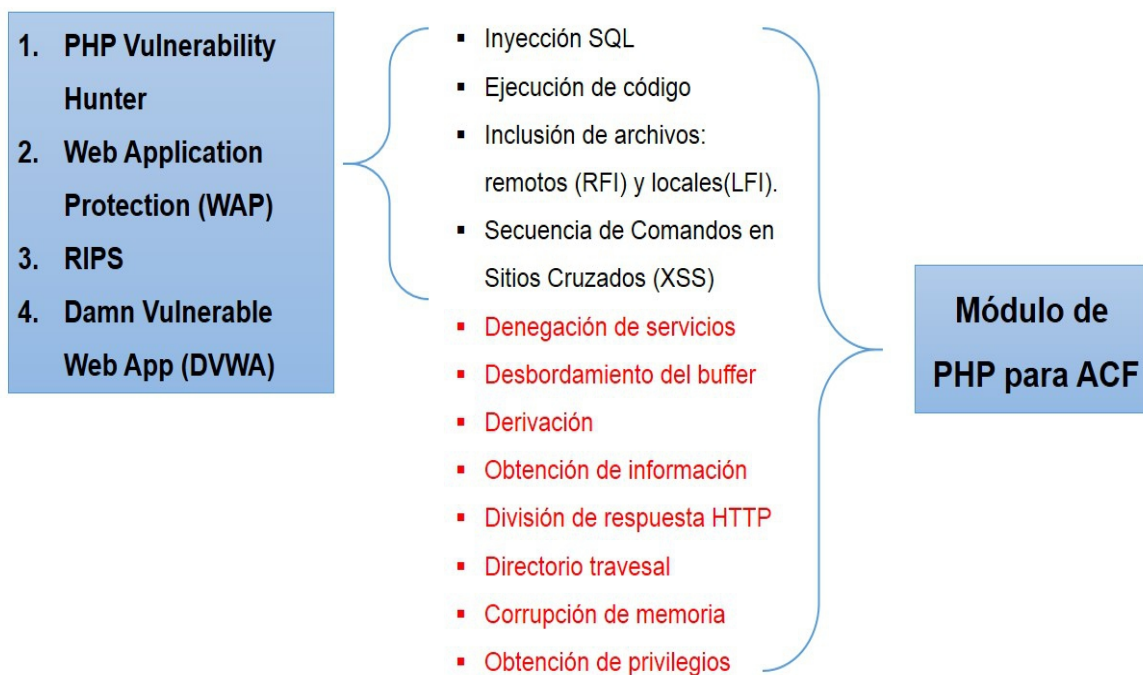 1. PHP Vulnerability
Hunter
2. Web Application
Protection (WAP)
3. RIPS
4. Damn Vulnerable
Web App (DVWA)
▪ Inyección SQL
▪ Ejecución de código
▪ Inclusión de archivos:
remotos (RFI) y locales(LFI).
▪ Secuencia de Comandos en
Sitios Cruzados (XSS)
▪ Denegación de servicios
▪ Desbordamiento del buffer
▪ Derivación
▪ Obtención de información
▪ División de respuesta HTTP
▪ Directorio travesal
▪ Corrupción de memoria
▪ Obtención de privilegios
Módulo de
PHP para ACF